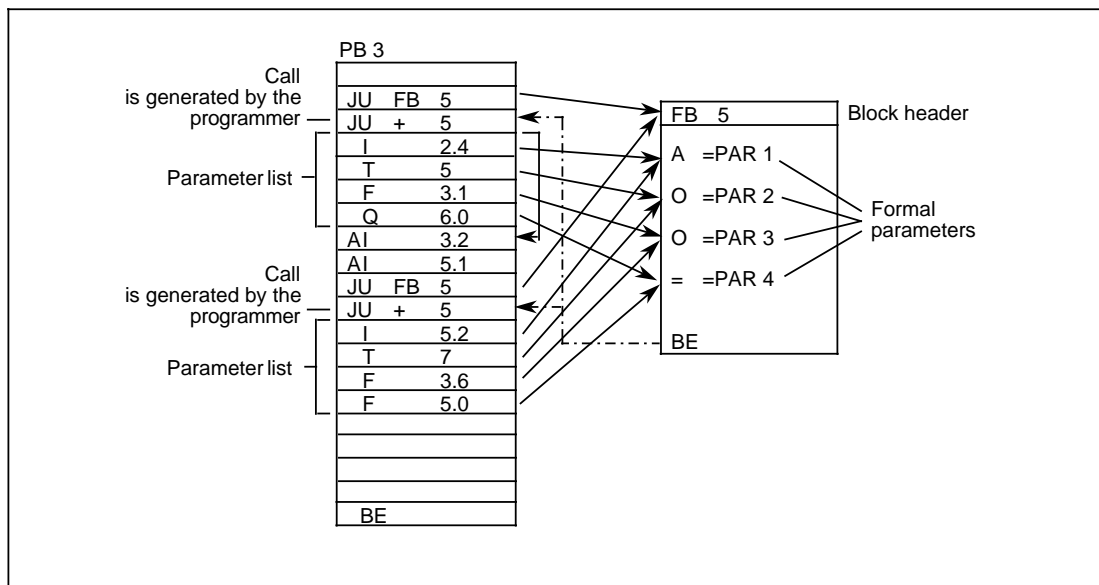 PB 3
Call
is generated by the
programmer
JU FB 5
JU + 5
Parameter list
I 2.4
T 5
F 3.1
Q 6.0
AI 3.2
AI 5.1
Call
is generated by the
programmer
JU FB 5
JU + 5
Parameter list
I 5.2
T 7
F 3.6
F 5.0
BE
FB 5
Block header
A =PAR 1
O =PAR 2
O =PAR 3
= =PAR 4
BE
Formal
parameters